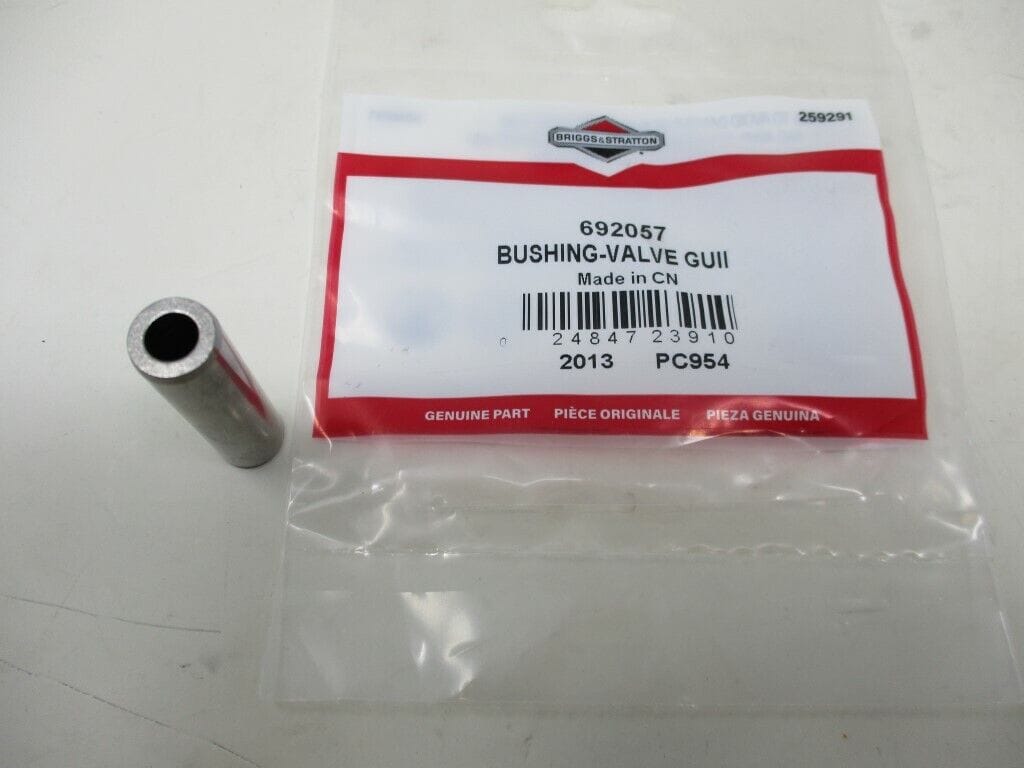 259291
BRIGGS&STRATTON
692057
BUSHING-VALVE GUII
Made in CN
0 24847 23910
2013 PC954
GENUINE PART PIÈCE ORIGINALE PIEZA GENUINA